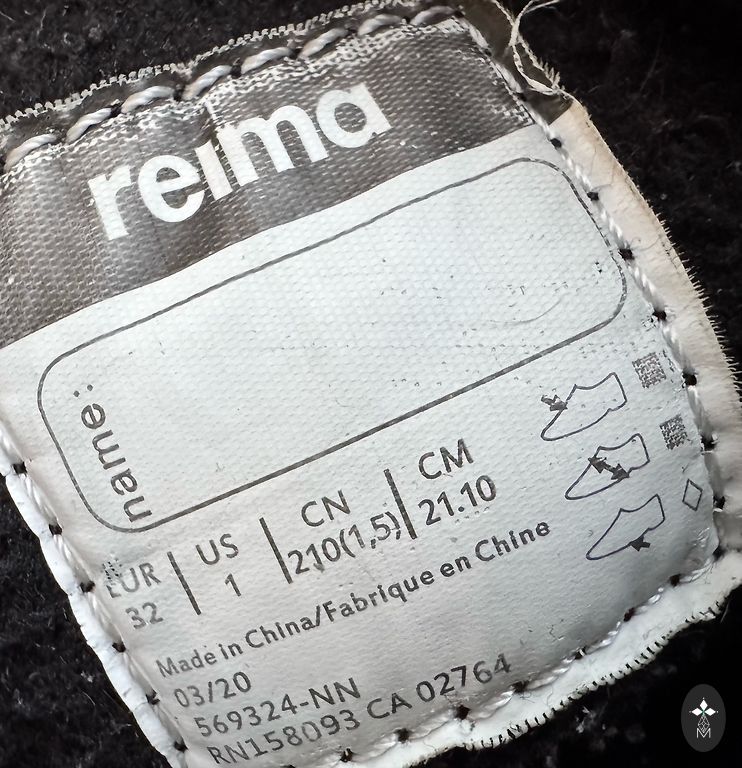 reima
name:
EUR | US | CN | CM
32 | 1 | 210(1,5) | 21.10
Made in China/Fabrique en Chine
03/20
569324-NN
RN158093 CA 02764
M